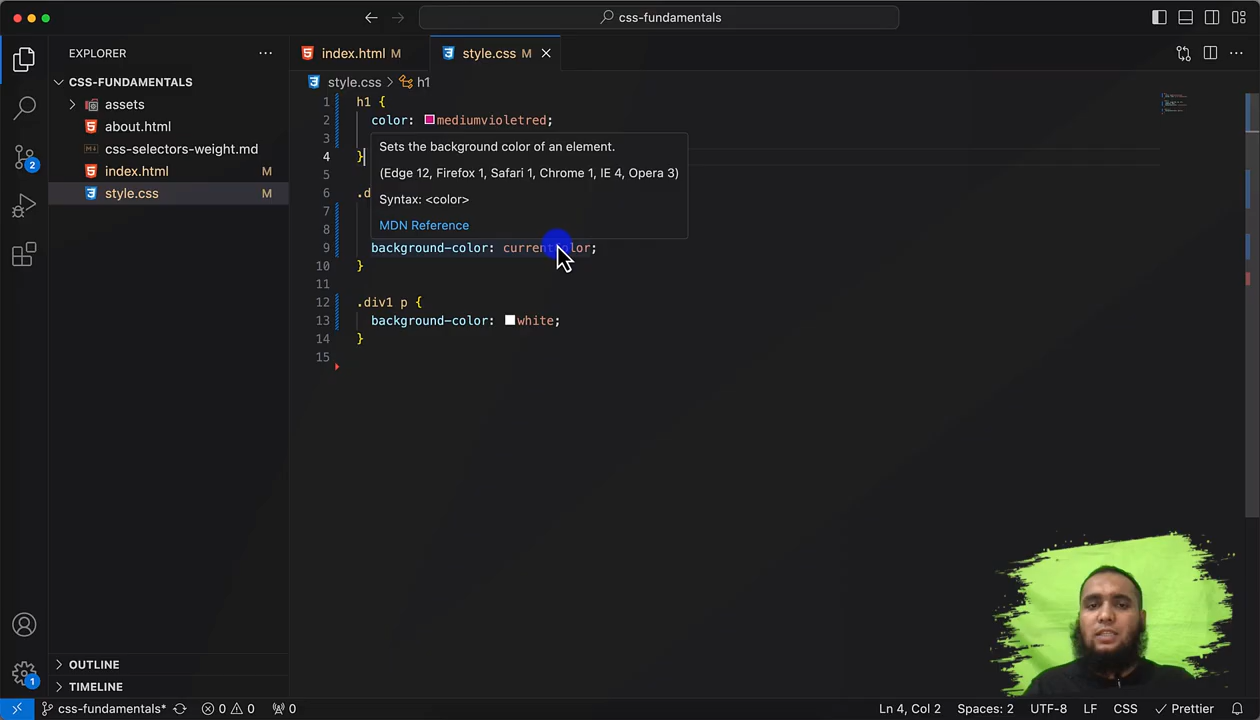 css-fundamentals
EXPLORER
index.html M
style.css M
CSS-FUNDAMENTALS
assets
about.html
css-selectors-weight.md
index.html M
style.css M
style.css > h1
1 h1 {
2 color: mediumvioletred;
3
4 }
5
6 .d
7
8
9 background-color: currentcolor;
10 }
11
12 .div1 p {
13 background-color: white;
14 }
15
Sets the background color of an element.
(Edge 12, Firefox 1, Safari 1, Chrome 1, IE 4, Opera 3)
Syntax: <color>
MDN Reference
2
1
OUTLINE
TIMELINE
css-fundamentals* 0 0 0 Ln 4, Col 2 Spaces: 2 UTF-8 LF CSS Prettier